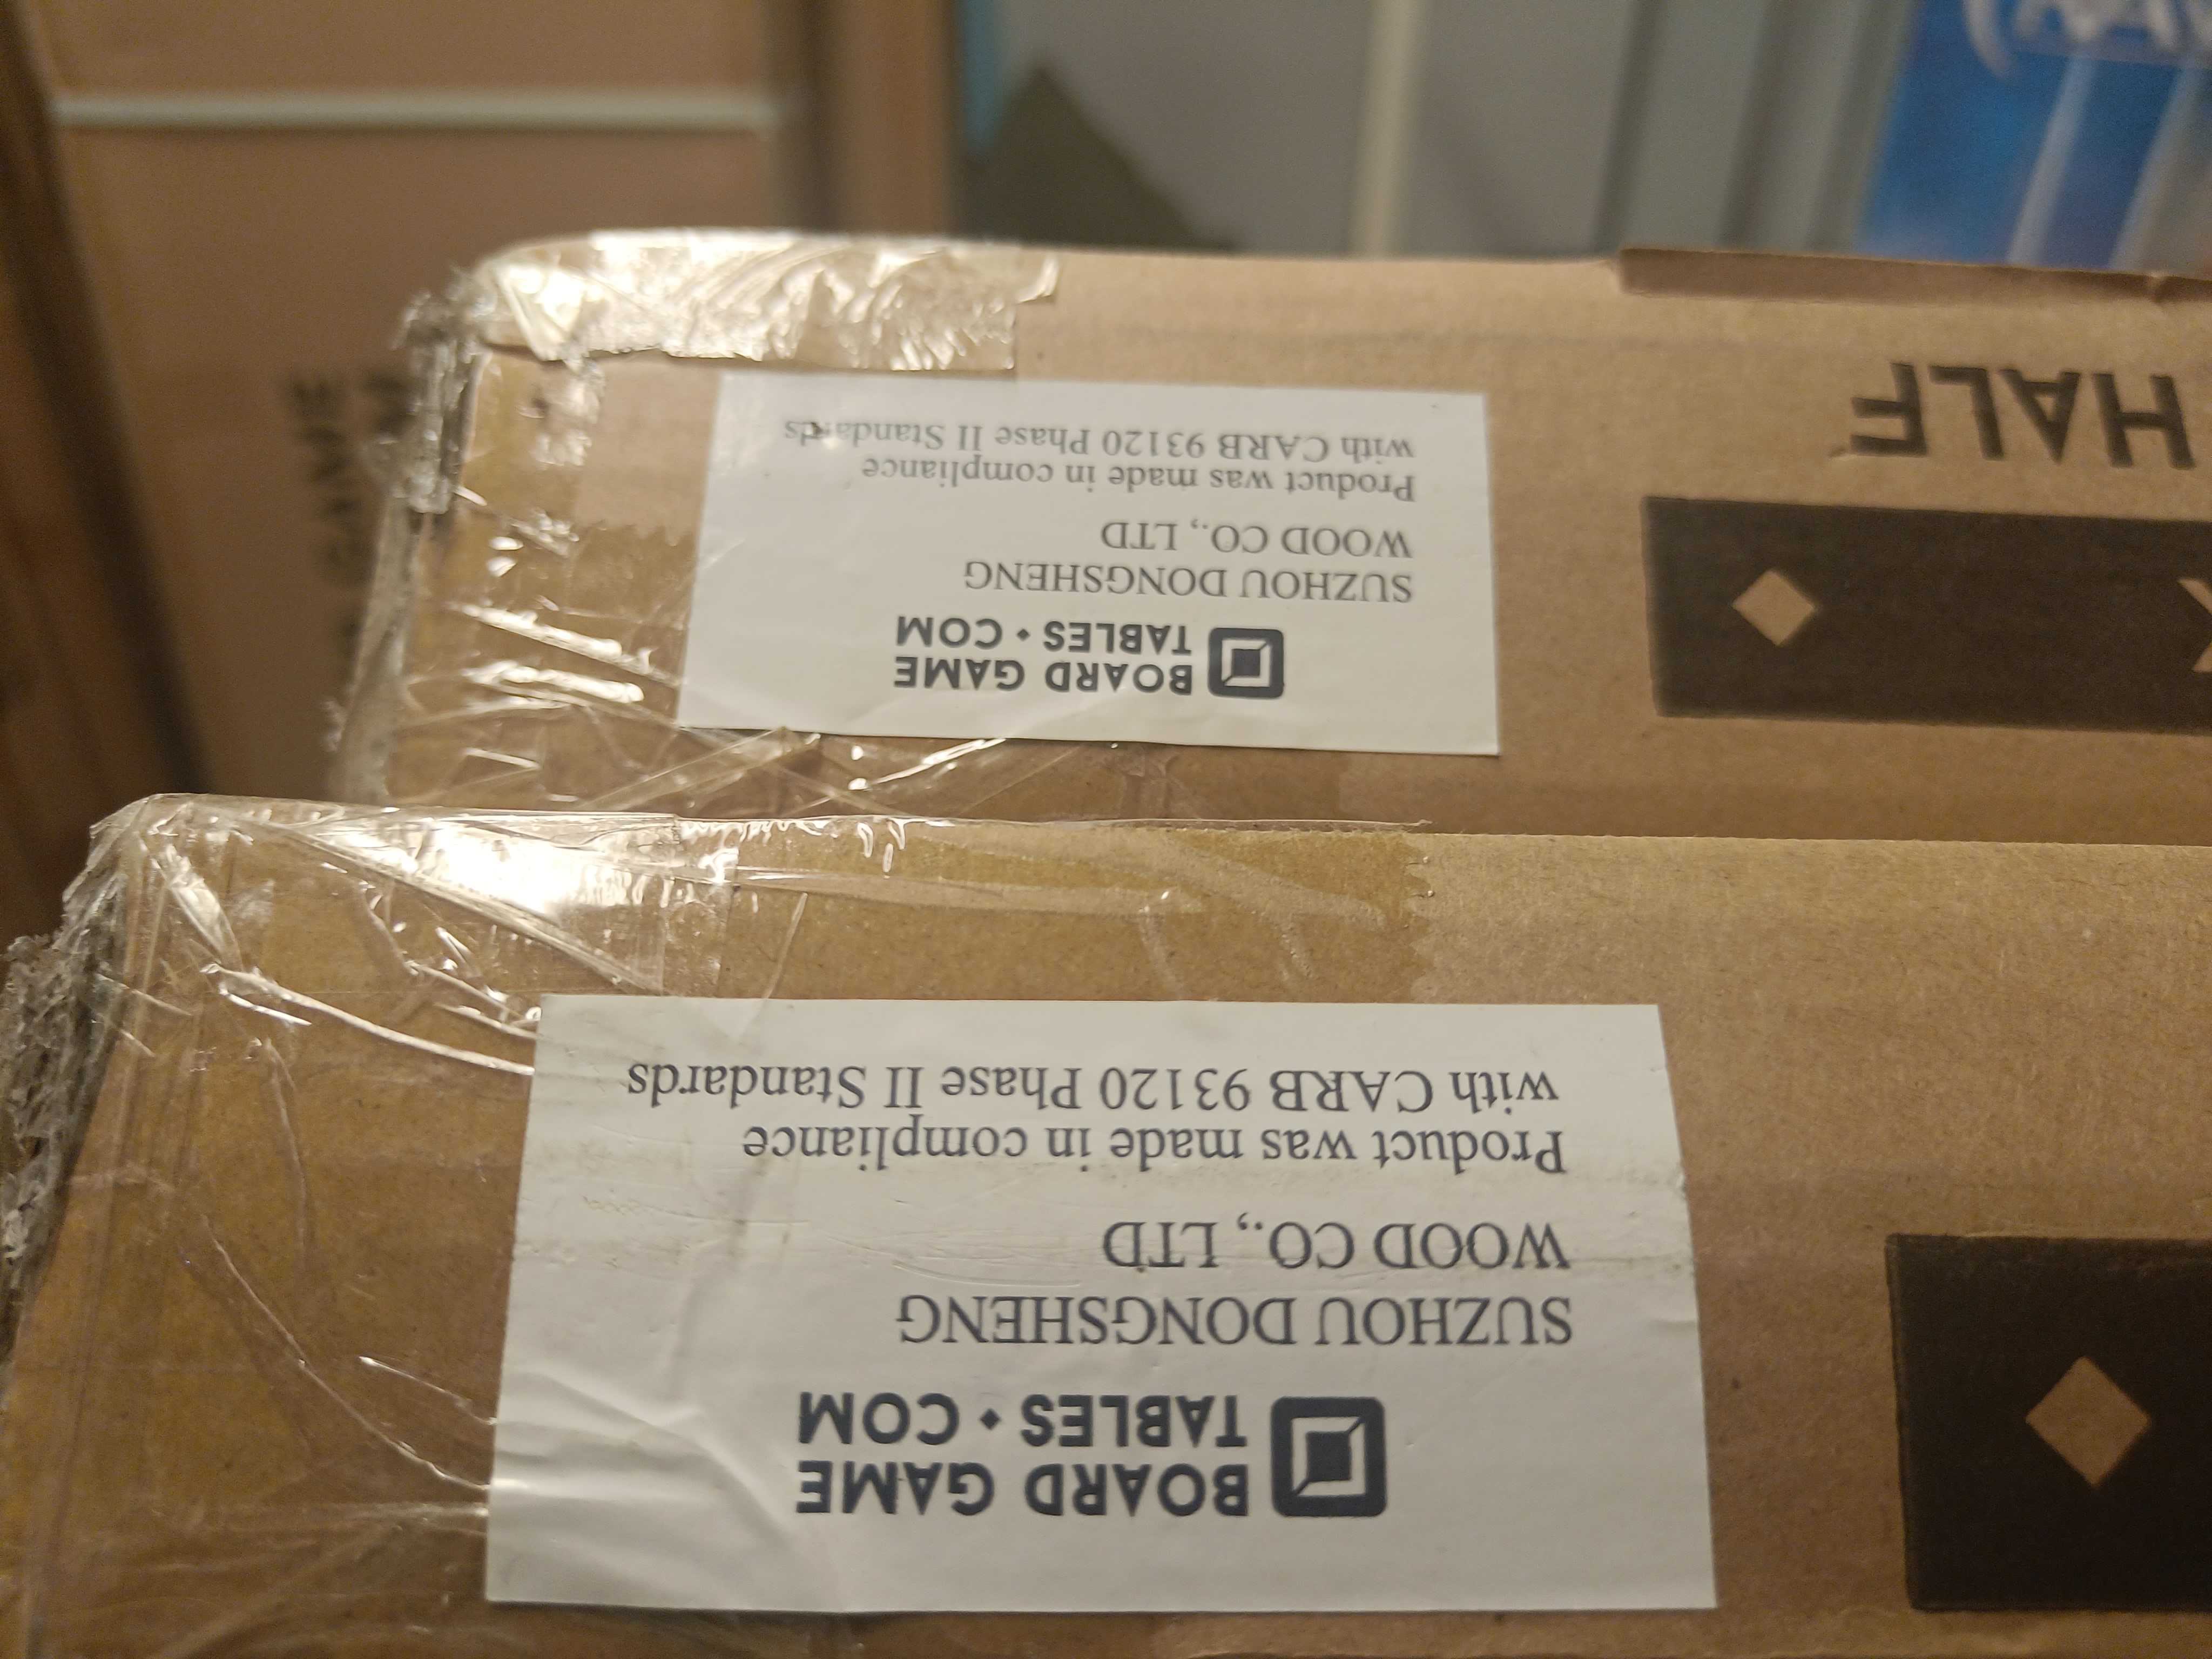 BOARD GAME
TABLES • COM
SUZHOU DONGSHENG
WOOD CO., LTD
Product was made in compliance
with CARB 93120 Phase II Standards
BOARD GAME
TABLES • COM
SUZHOU DONGSHENG
WOOD CO., LTD
Product was made in compliance
with CARB 93120 Phase II Standards
HALF
GAME